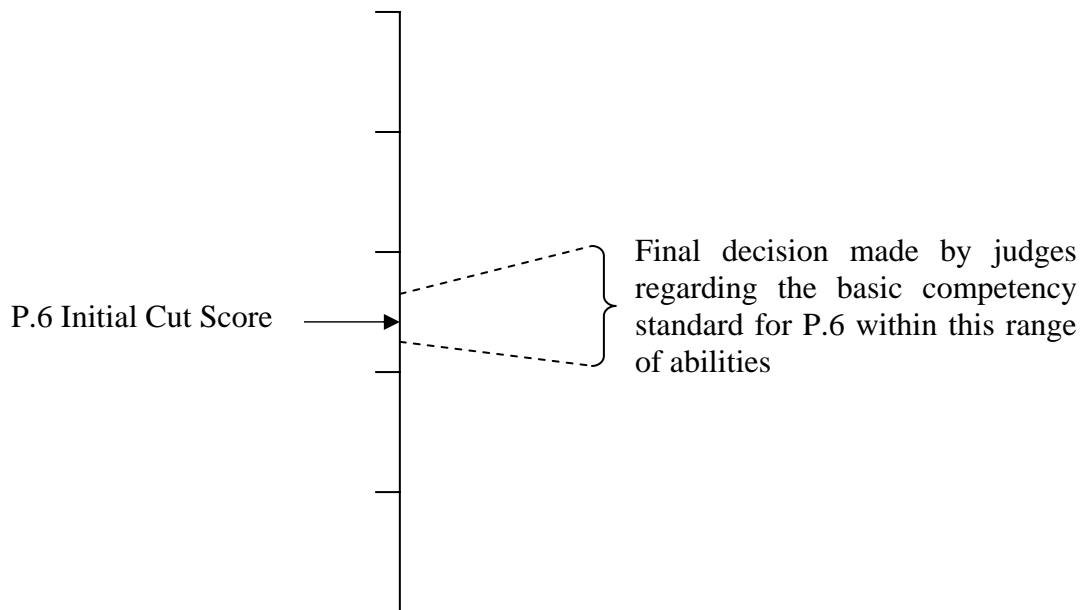 P.6 Initial Cut Score
Final decision made by judges
regarding the basic competency
standard for P.6 within this range
of abilities